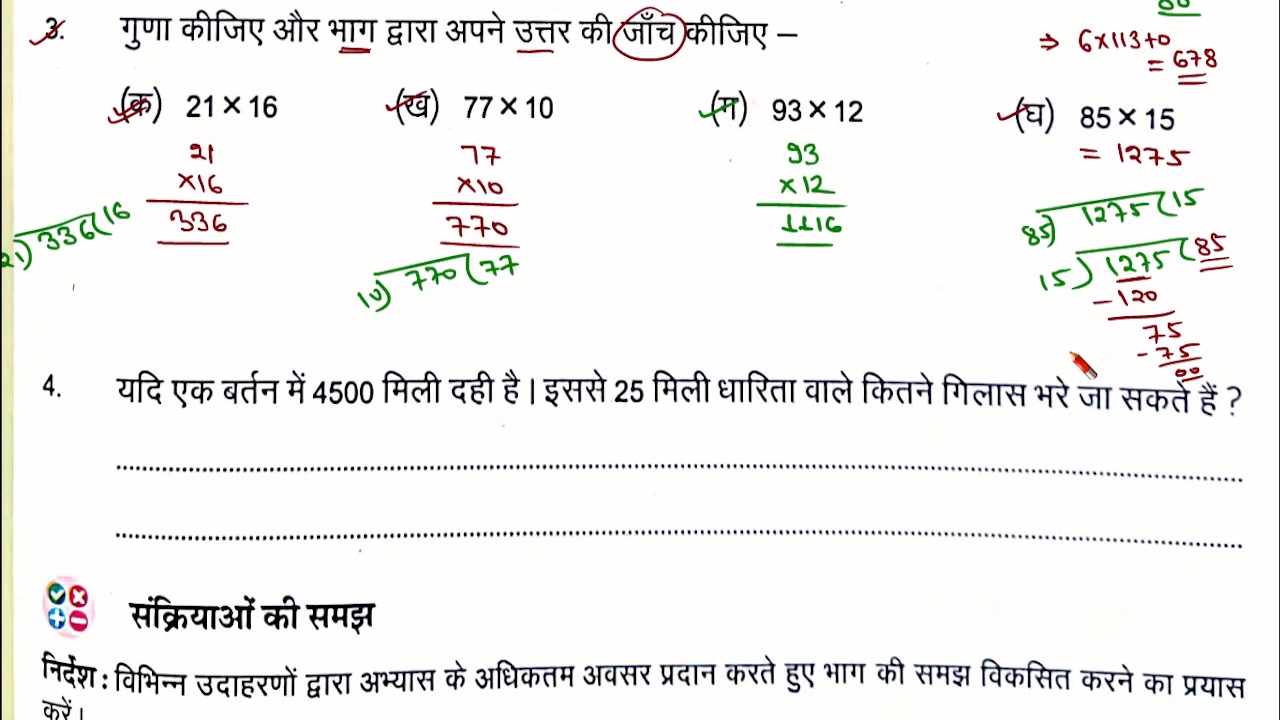 3. गुणा कीजिए और भाग द्वारा अपने उत्तर की जाँच कीजिए –
⇒ 6×113+0
= 678
(क) 21 × 16 (ख) 77 × 10 (ग) 93 × 12 (घ) 85 × 15
21 77 93 = 1275
×16 ×10 ×12
336 770 1116
21) 336 (16
10) 770 (77
85) 1275 (15
15) 1275 (85
-120
75
-75
00
4. यदि एक बर्तन में 4500 मिली दही है । इससे 25 मिली धारिता वाले कितने गिलास भरे जा सकते हैं ?
संक्रियाओं की समझ
निर्देश : विभिन्न उदाहरणों द्वारा अभ्यास के अधिकतम अवसर प्रदान करते हुए भाग की समझ विकसित करने का प्रयास
करें ।